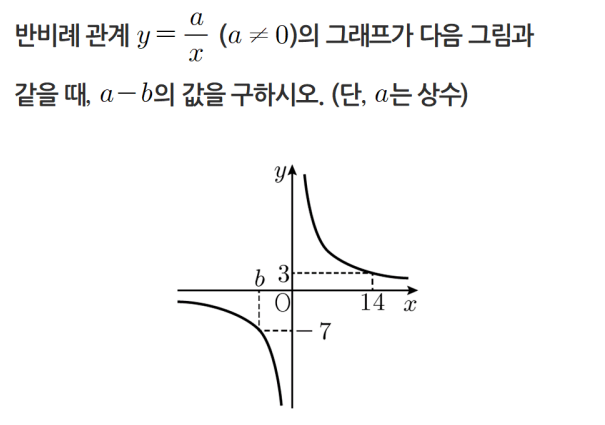 반비례 관계 y = a/x (a ≠ 0)의 그래프가 다음 그림과
같을 때, a − b의 값을 구하시오. (단, a는 상수)
y
b 3
O 14 x
− 7